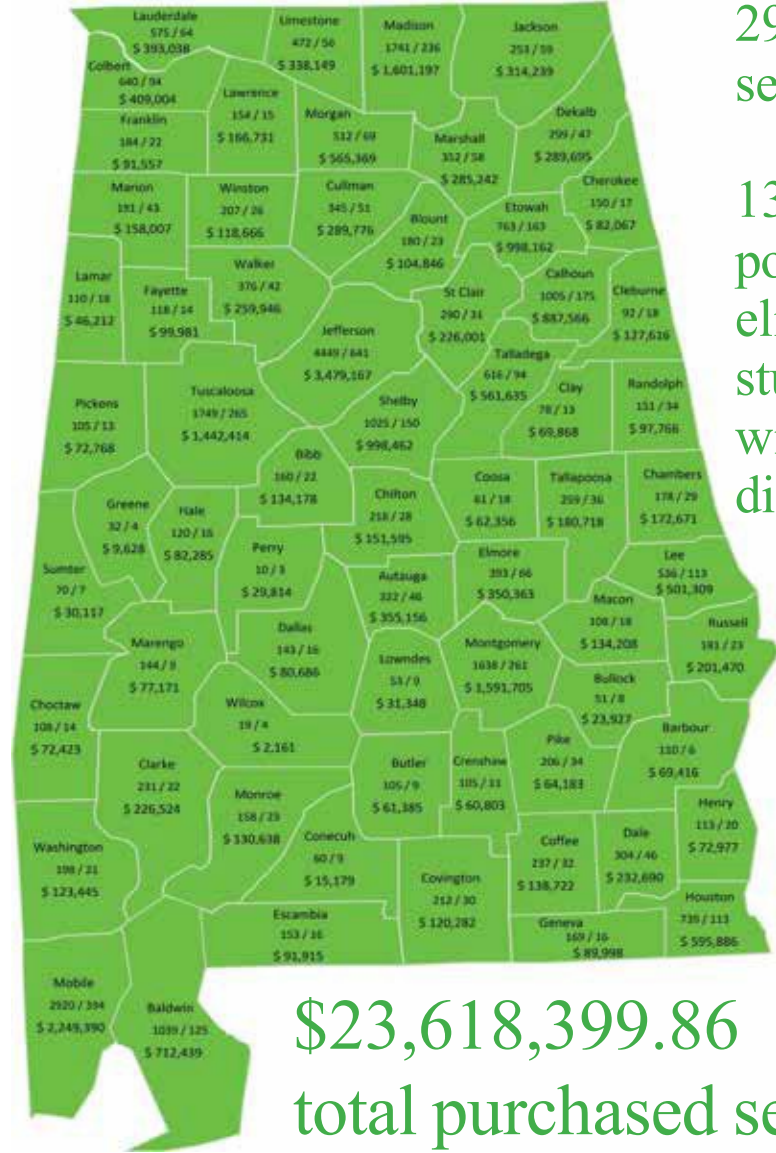 Lauderdale
575 / 64
$ 393,038
Limestone
472 / 56
$ 338,149
Madison
1741 / 236
$ 1,601,197
Jackson
253 / 59
$ 314,239
Colbert
640 / 94
$ 409,004
Lawrence
154 / 15
$ 166,731
Franklin
184 / 22
$ 91,557
Morgan
512 / 69
$ 565,369
Marshall
352 / 58
$ 285,242
Dekalb
299 / 47
$ 289,695
Marion
191 / 43
$ 158,007
Winston
207 / 26
$ 118,666
Cullman
345 / 51
$ 289,776
Blount
180 / 23
$ 104,846
Etowah
763 / 163
$ 998,162
Cherokee
150 / 17
$ 82,067
Lamar
110 / 18
$ 46,212
Fayette
118 / 14
$ 99,981
Walker
376 / 42
$ 259,946
Jefferson
4449 / 641
$ 3,479,167
St Clair
290 / 31
$ 226,001
Calhoun
1005 / 175
$ 887,566
Cleburne
92 / 18
$ 127,616
Talladega
616 / 94
$ 561,635
Pickens
105 / 13
$ 72,768
Tuscaloosa
1749 / 265
$ 1,442,414
Shelby
1025 / 150
$ 998,462
Clay
78 / 13
$ 69,868
Randolph
151 / 34
$ 97,766
Bibb
160 / 22
$ 134,178
Greene
32 / 4
$ 9,628
Hale
120 / 16
$ 82,285
Chilton
218 / 28
$ 151,595
Coosa
61 / 18
$ 62,356
Tallapoosa
259 / 36
$ 180,718
Chambers
178 / 29
$ 172,671
Sumter
70 / 7
$ 30,117
Perry
10 / 3
$ 29,814
Autauga
322 / 46
$ 355,156
Elmore
393 / 66
$ 350,363
Lee
536 / 113
$ 501,309
Macon
108 / 18
$ 134,208
Russell
181 / 23
$ 201,470
Marengo
144 / 9
$ 77,171
Dallas
143 / 16
$ 80,686
Lowndes
53 / 9
$ 31,348
Montgomery
1638 / 261
$ 1,591,705
Bullock
51 / 8
$ 23,927
Choctaw
108 / 14
$ 72,423
Wilcox
19 / 4
$ 2,161
Clarke
231 / 22
$ 226,524
Butler
105 / 9
$ 61,385
Crenshaw
105 / 11
$ 60,803
Pike
206 / 34
$ 64,183
Barbour
110 / 6
$ 69,416
Monroe
158 / 23
$ 130,638
Conecuh
60 / 9
$ 15,179
Washington
198 / 21
$ 123,445
Covington
212 / 30
$ 120,282
Coffee
237 / 32
$ 138,722
Dale
304 / 46
$ 232,690
Henry
113 / 20
$ 72,977
Escambia
153 / 16
$ 91,915
Geneva
169 / 16
$ 89,998
Houston
739 / 113
$ 595,886
Mobile
2920 / 394
$ 2,249,390
Baldwin
1039 / 125
$ 712,439
29
se
13
po
eli
stu
wi
di
$23,618,399.86
total purchased se